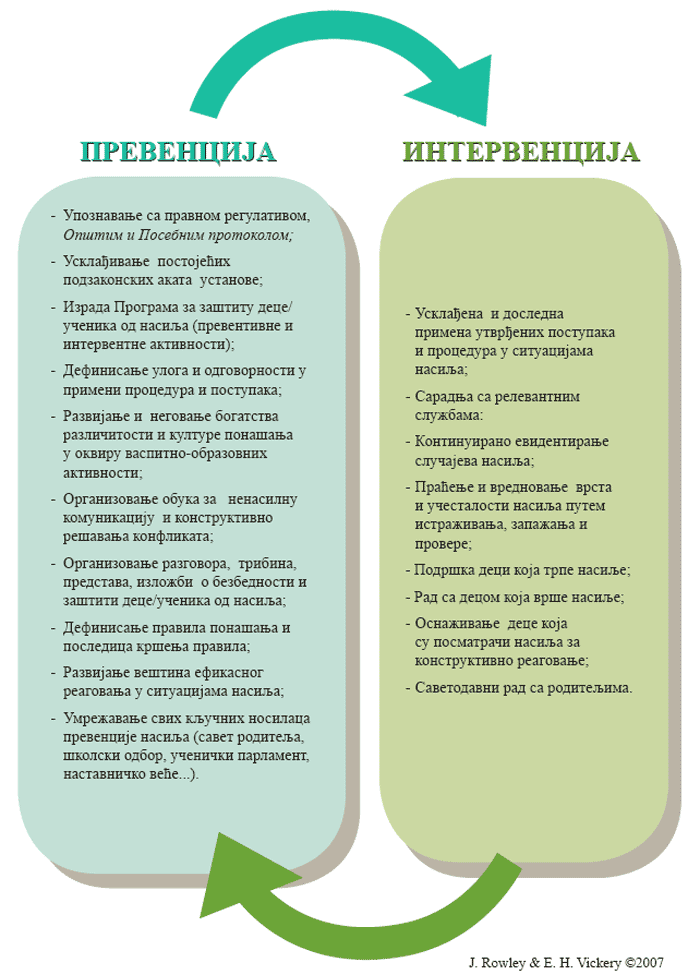 ПРЕВЕНЦИЈА
- Упознавање са правном регулативом,
Општим и Посебним протоколом;
- Усклађивање постојећих
подзаконских аката установе;
- Израда Програма за заштиту деце/
ученика од насиља (превентивне и
интервентне активности);
- Дефинисање улога и одговорности у
примени процедура и поступака;
- Развијање и неговање богатства
различитости и културе понашања
у оквиру васпитно-образовних
активности;
- Организовање обука за ненасилну
комуникацију и конструктивно
решавања конфликата;
- Организовање разговора, трибина,
представа, изложби о безбедности и
заштити деце/ученика од насиља;
- Дефинисање правила понашања и
последица кршења правила;
- Развијање вештина ефикасног
реаговања у ситуацијама насиља;
- Умрежавање свих кључних носилаца
превенције насиља (савет родитеља,
школски одбор, ученички парламент,
наставничко веће...).
ИНТЕРВЕНЦИЈА
- Усклађена и доследна
примена утврђених поступака
и процедура у ситуацијама
насиља;
- Сарадња са релевантним
службама:
- Континуирано евидентирање
случајева насиља;
- Праћење и вредновање врста
и учесталости насиља путем
истраживања, запажања и
провере;
- Подршка деци која трпе насиље;
- Рад са децом која врше насиље;
- Оснаживање деце која
су посматрачи насиља за
конструктивно реаговање;
- Саветодавни рад са родитељима.
J. Rowley & E. H. Vickery ©2007